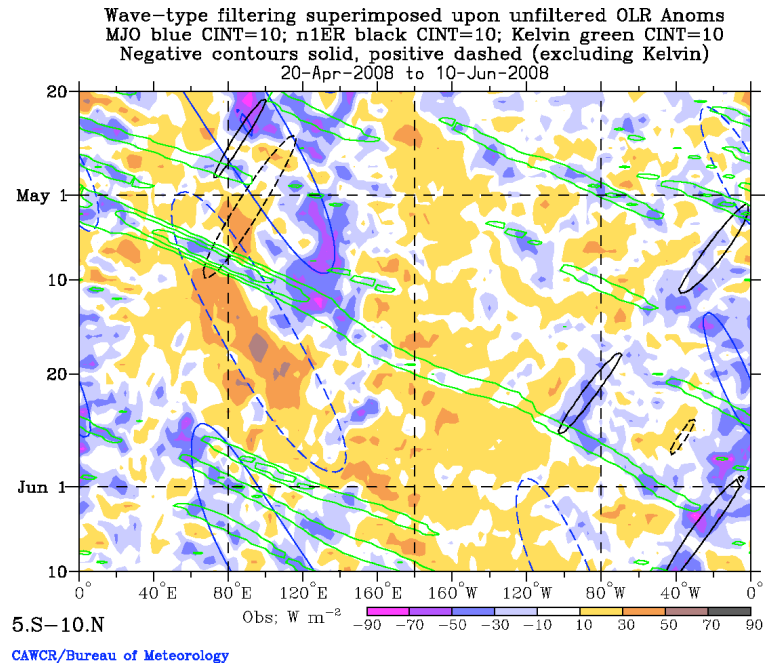 Wave-type filtering superimposed upon unfiltered OLR Anoms
MJO blue CINT=10; n1ER black CINT=10; Kelvin green CINT=10
Negative contours solid, positive dashed (excluding Kelvin)
20-Apr-2008 to 10-Jun-2008
20
May 1
10
20
Jun 1
10
0° 40°E 80°E 120°E 160°E 160°W 120°W 80°W 40°W 0°
5.S-10.N
Obs; W m⁻²
-90 -70 -50 -30 -10 10 30 50 70 90
CAWCR/Bureau of Meteorology